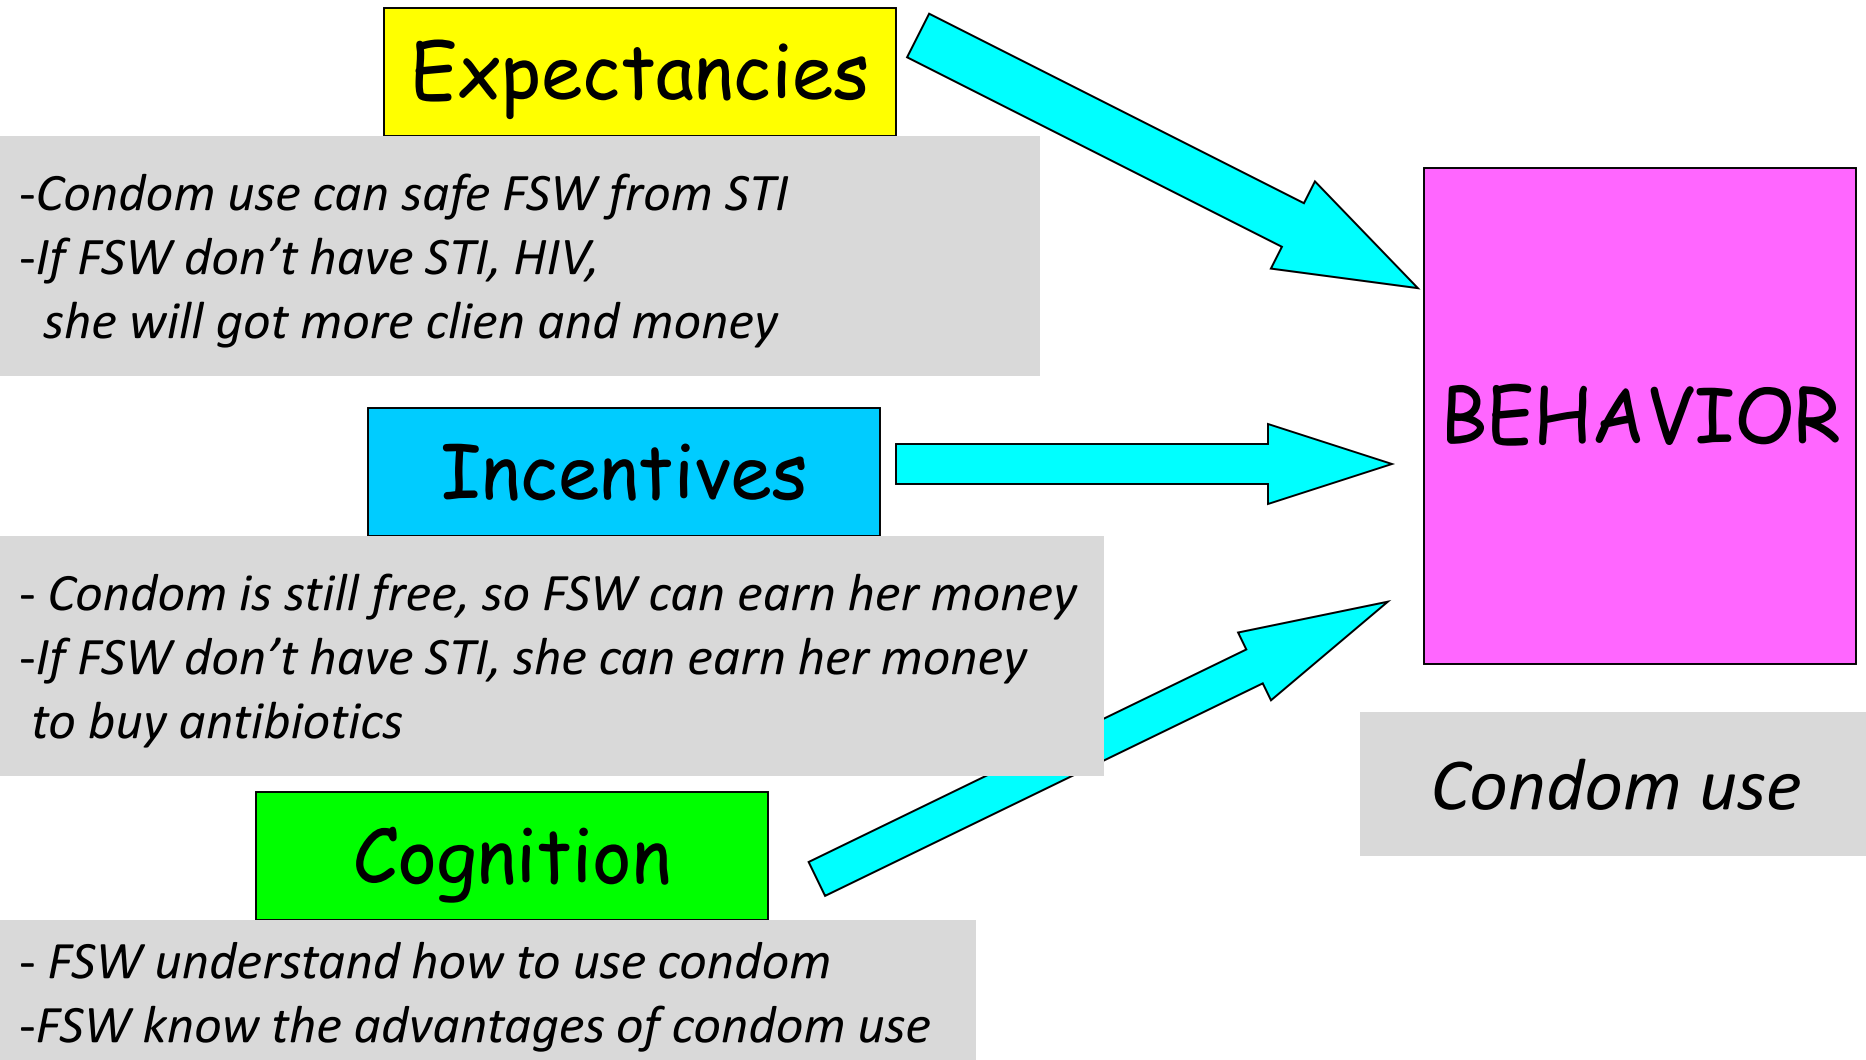 Expectancies
-Condom use can safe FSW from STI
-If FSW don’t have STI, HIV,
she will got more clien and money
BEHAVIOR
Incentives
- Condom is still free, so FSW can earn her money
-If FSW don’t have STI, she can earn her money
to buy antibiotics
Condom use
Cognition
- FSW understand how to use condom
-FSW know the advantages of condom use